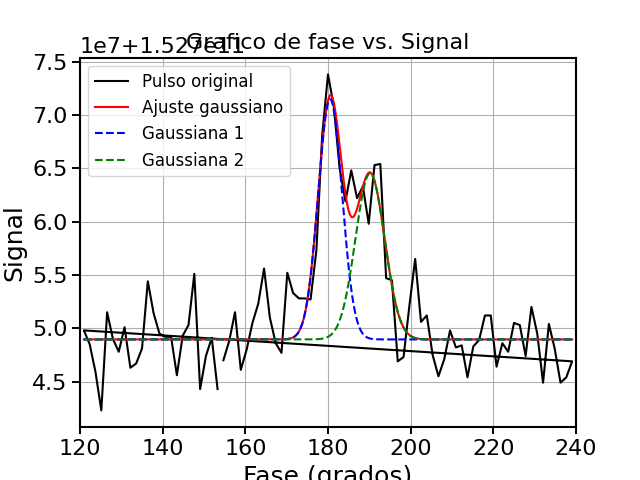 1e7+1.527e11
Grafico de fase vs. Signal
Pulso original
Ajuste gaussiano
Gaussiana 1
Gaussiana 2
7.5
7.0
6.5
6.0
5.5
5.0
4.5
Signal
120 140 160 180 200 220 240
Fase (grados)